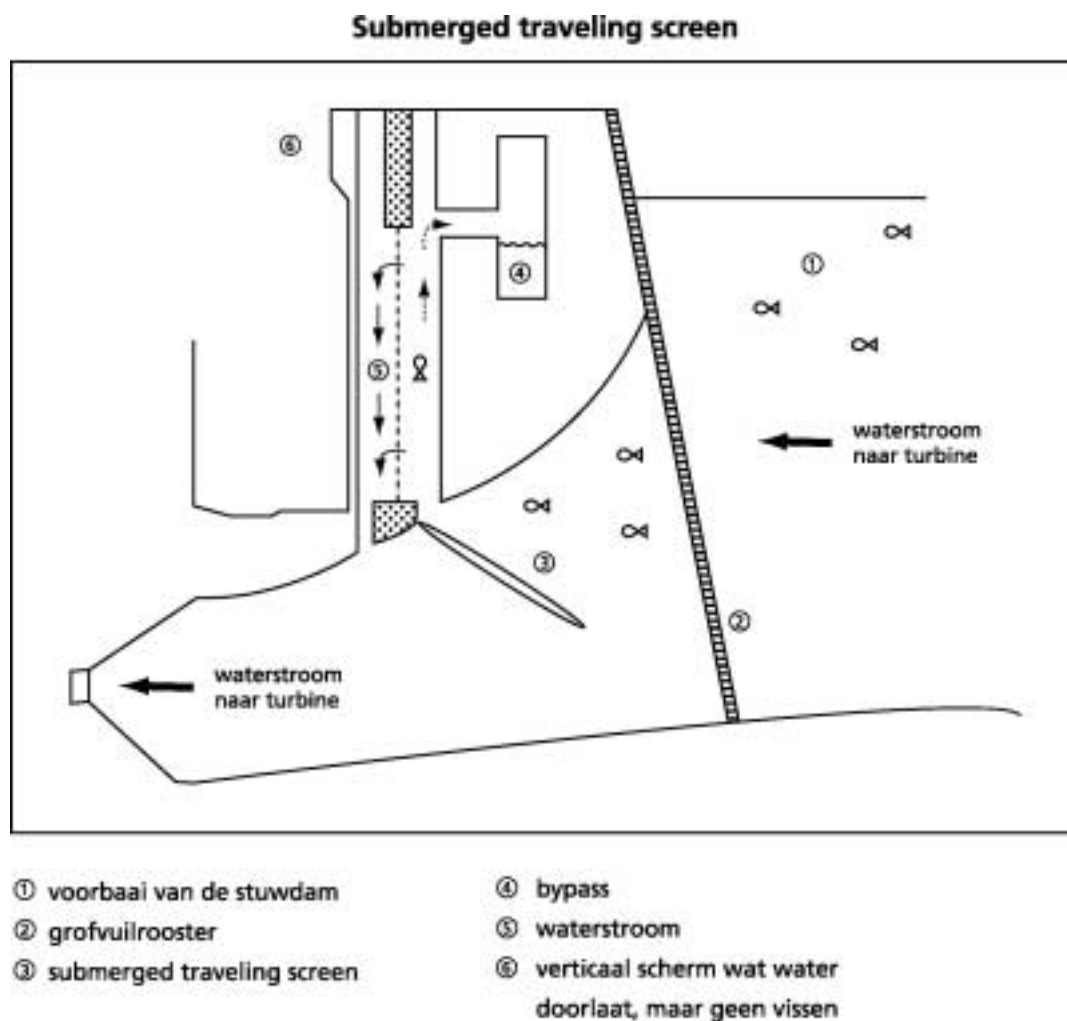 Submerged traveling screen
⑥
④
①
⑤
waterstroom
naar turbine
③
②
waterstroom
naar turbine
① voorbaai van de stuwdam
② grofvuilrooster
③ submerged traveling screen
④ bypass
⑤ waterstroom
⑥ verticaal scherm wat water
doorlaat, maar geen vissen